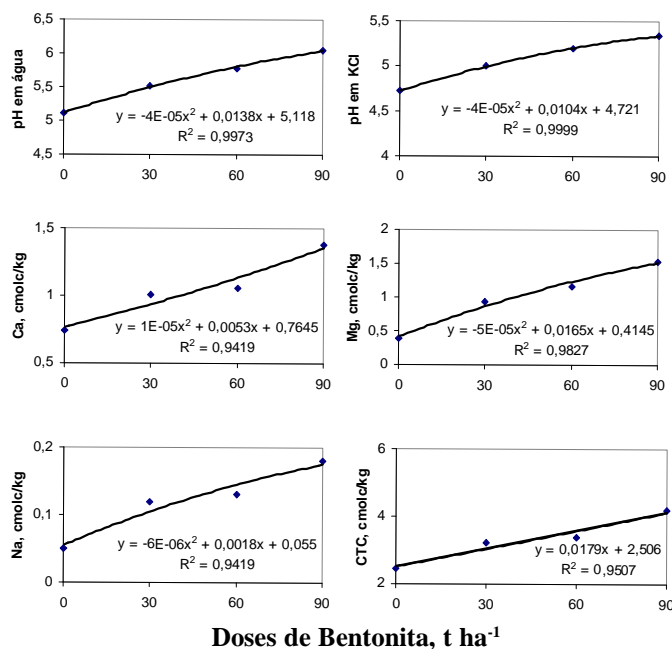 pH em água
6,5
6
5,5
5
4,5
y = -4E-05x² + 0,0138x + 5,118
R² = 0,9973
0 30 60 90
pH em KCl
5,5
5
4,5
4
y = -4E-05x² + 0,0104x + 4,721
R² = 0,9999
0 30 60 90
Ca, cmolc/kg
1,5
1
0,5
y = 1E-05x² + 0,0053x + 0,7645
R² = 0,9419
0 30 60 90
Mg, cmolc/kg
2
1,5
1
0,5
0
y = -5E-05x² + 0,0165x + 0,4145
R² = 0,9827
0 30 60 90
Na, cmolc/kg
0,2
0,1
0
y = -6E-06x² + 0,0018x + 0,055
R² = 0,9419
0 30 60 90
CTC, cmolc/kg
6
4
2
y = 0,0179x + 2,506
R² = 0,9507
0 30 60 90
Doses de Bentonita, t ha⁻¹